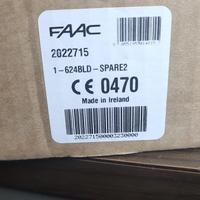 FAAC
2022715
1-624BLD-SPARE2
CE 0470
Made in Ireland